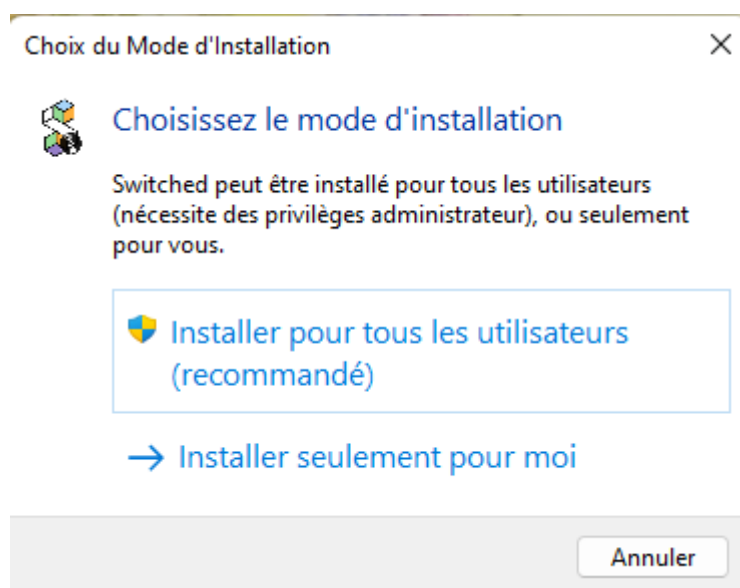 Choix du Mode d'Installation
Choisissez le mode d'installation
Switched peut être installé pour tous les utilisateurs
(nécessite des privilèges administrateur), ou seulement
pour vous.
Installer pour tous les utilisateurs
(recommandé)
Installer seulement pour moi
Annuler